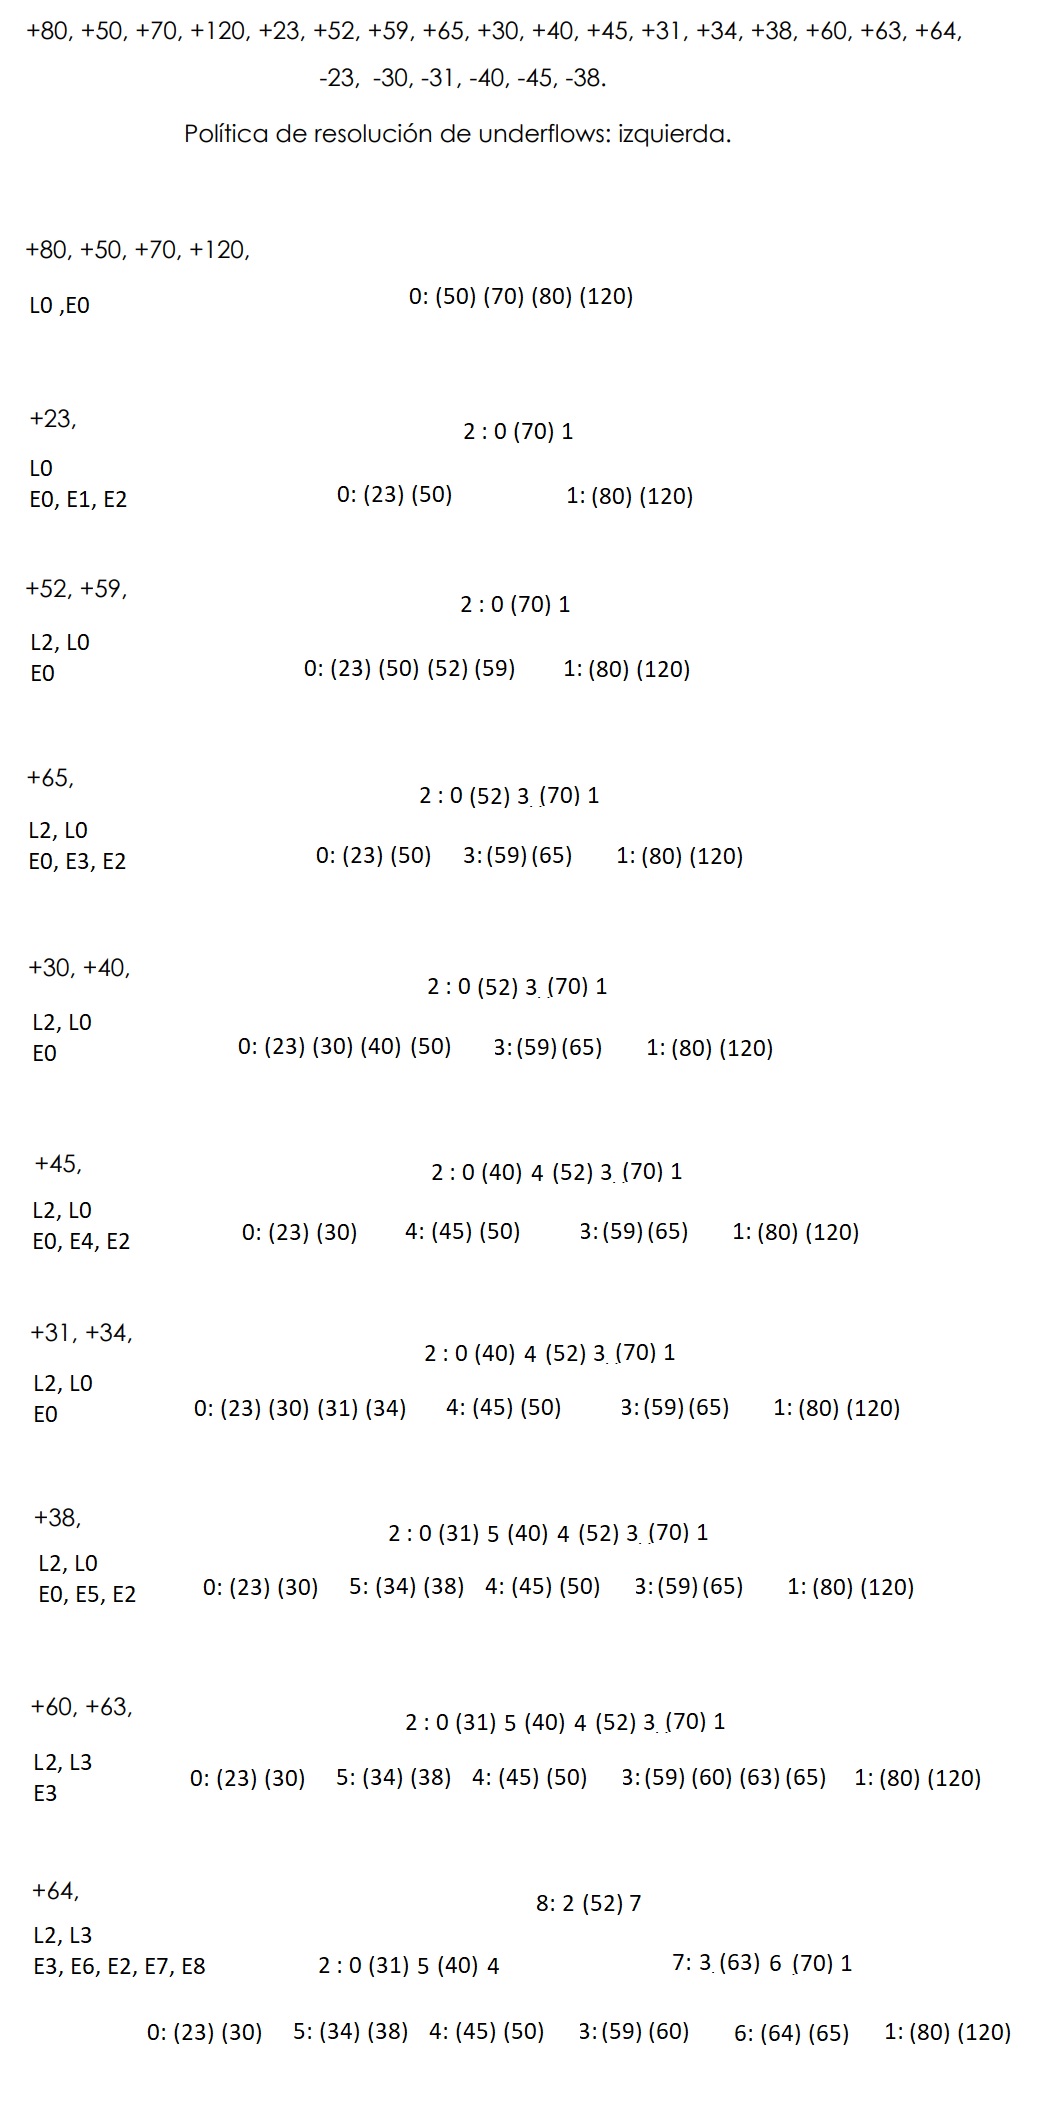 +80, +50, +70, +120, +23, +52, +59, +65, +30, +40, +45, +31, +34, +38, +60, +63, +64,
-23, -30, -31, -40, -45, -38.
Política de resolución de underflows: izquierda.
+80, +50, +70, +120,
L0 ,E0
0: (50) (70) (80) (120)
+23,
2 : 0 (70) 1
L0
E0, E1, E2
0: (23) (50) 1: (80) (120)
+52, +59,
2 : 0 (70) 1
L2, L0
E0
0: (23) (50) (52) (59) 1: (80) (120)
+65,
2 : 0 (52) 3 (70) 1
L2, L0
E0, E3, E2
0: (23) (50) 3: (59) (65) 1: (80) (120)
+30, +40,
2 : 0 (52) 3 (70) 1
L2, L0
E0
0: (23) (30) (40) (50) 3: (59) (65) 1: (80) (120)
+45,
2 : 0 (40) 4 (52) 3 (70) 1
L2, L0
E0, E4, E2
0: (23) (30) 4: (45) (50) 3: (59) (65) 1: (80) (120)
+31, +34,
2 : 0 (40) 4 (52) 3 (70) 1
L2, L0
E0
0: (23) (30) (31) (34) 4: (45) (50) 3: (59) (65) 1: (80) (120)
+38,
2 : 0 (31) 5 (40) 4 (52) 3 (70) 1
L2, L0
E0, E5, E2
0: (23) (30) 5: (34) (38) 4: (45) (50) 3: (59) (65) 1: (80) (120)
+60, +63,
2 : 0 (31) 5 (40) 4 (52) 3 (70) 1
L2, L3
E3
0: (23) (30) 5: (34) (38) 4: (45) (50) 3: (59) (60) (63) (65) 1: (80) (120)
+64,
8: 2 (52) 7
L2, L3
E3, E6, E2, E7, E8
2 : 0 (31) 5 (40) 4 7: 3 (63) 6 (70) 1
0: (23) (30) 5: (34) (38) 4: (45) (50) 3: (59) (60) 6: (64) (65) 1: (80) (120)